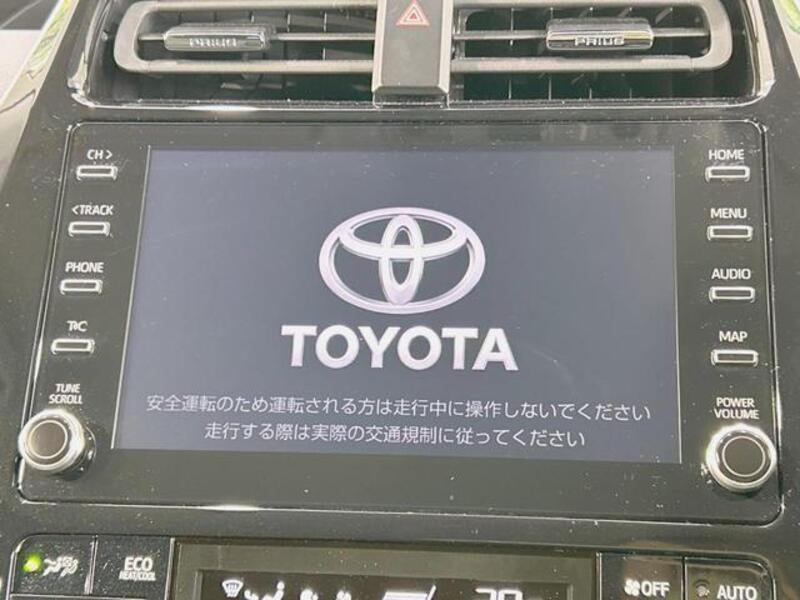 PRIUS
PRIUS
CH >
HOME
< TRACK
MENU
PHONE
AUDIO
T&C
MAP
TUNE
SCROLL
POWER
VOLUME
TOYOTA
安全運転のため運転される方は走行中に操作しないでください
走行する際は実際の交通規制に従ってください
ECO
HEAT/COOL
OFF
AUTO